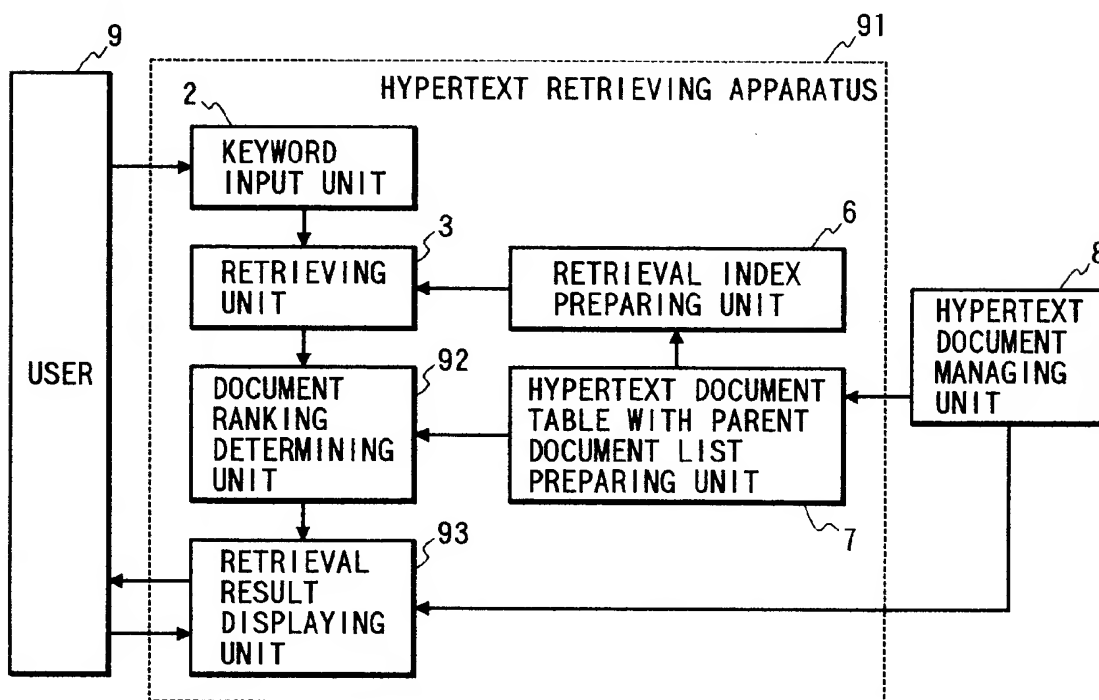 9
91
HYPERTEXT RETRIEVING APPARATUS
2
KEYWORD
INPUT UNIT
3
RETRIEVING
UNIT
6
RETRIEVAL INDEX
PREPARING UNIT
8
HYPERTEXT
DOCUMENT
MANAGING
UNIT
USER
92
DOCUMENT
RANKING
DETERMINING
UNIT
HYPERTEXT DOCUMENT
TABLE WITH PARENT
DOCUMENT LIST
PREPARING UNIT
7
93
RETRIEVAL
RESULT
DISPLAYING
UNIT